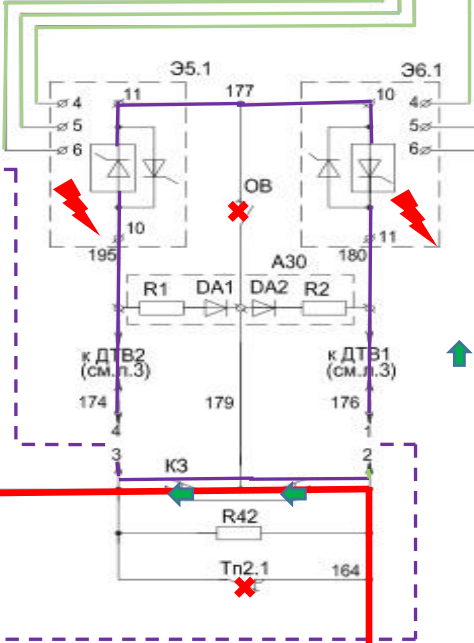 Э5.1
Э6.1
11
177
10
4
5
6
4
5
6
ОВ
10
11
195
180
А30
R1
DA1
DA2
R2
к ДТВ2
(см.л.3)
к ДТВ1
(см.л.3)
174
179
176
4
1
3
КЗ
2
R42
Тп2.1
164